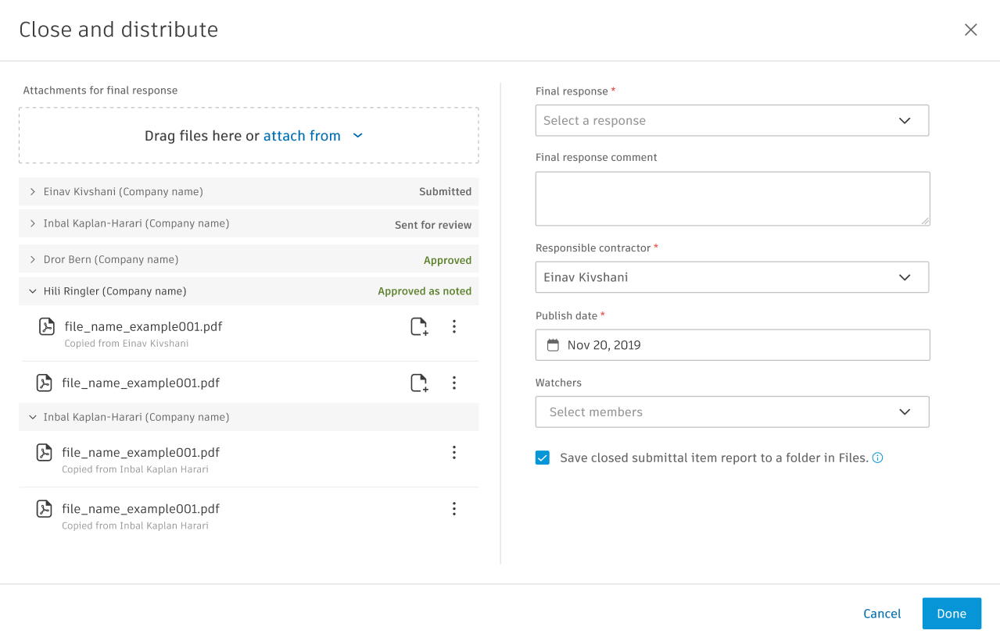 Close and distribute
Attachments for final response
Drag files here or attach from
Einav Kivshani (Company name) Submitted
Inbal Kaplan-Harari (Company name) Sent for review
Dror Bern (Company name) Approved
Hili Ringler (Company name) Approved as noted
file_name_example001.pdf
Copied from Einav Kivshani
file_name_example001.pdf
Inbal Kaplan-Harari (Company name)
file_name_example001.pdf
Copied from Inbal Kaplan Harari
file_name_example001.pdf
Copied from Inbal Kaplan Harari
Final response *
Select a response
Final response comment
Responsible contractor *
Einav Kivshani
Publish date *
Nov 20, 2019
Watchers
Select members
Save closed submittal item report to a folder in Files.
Cancel
Done